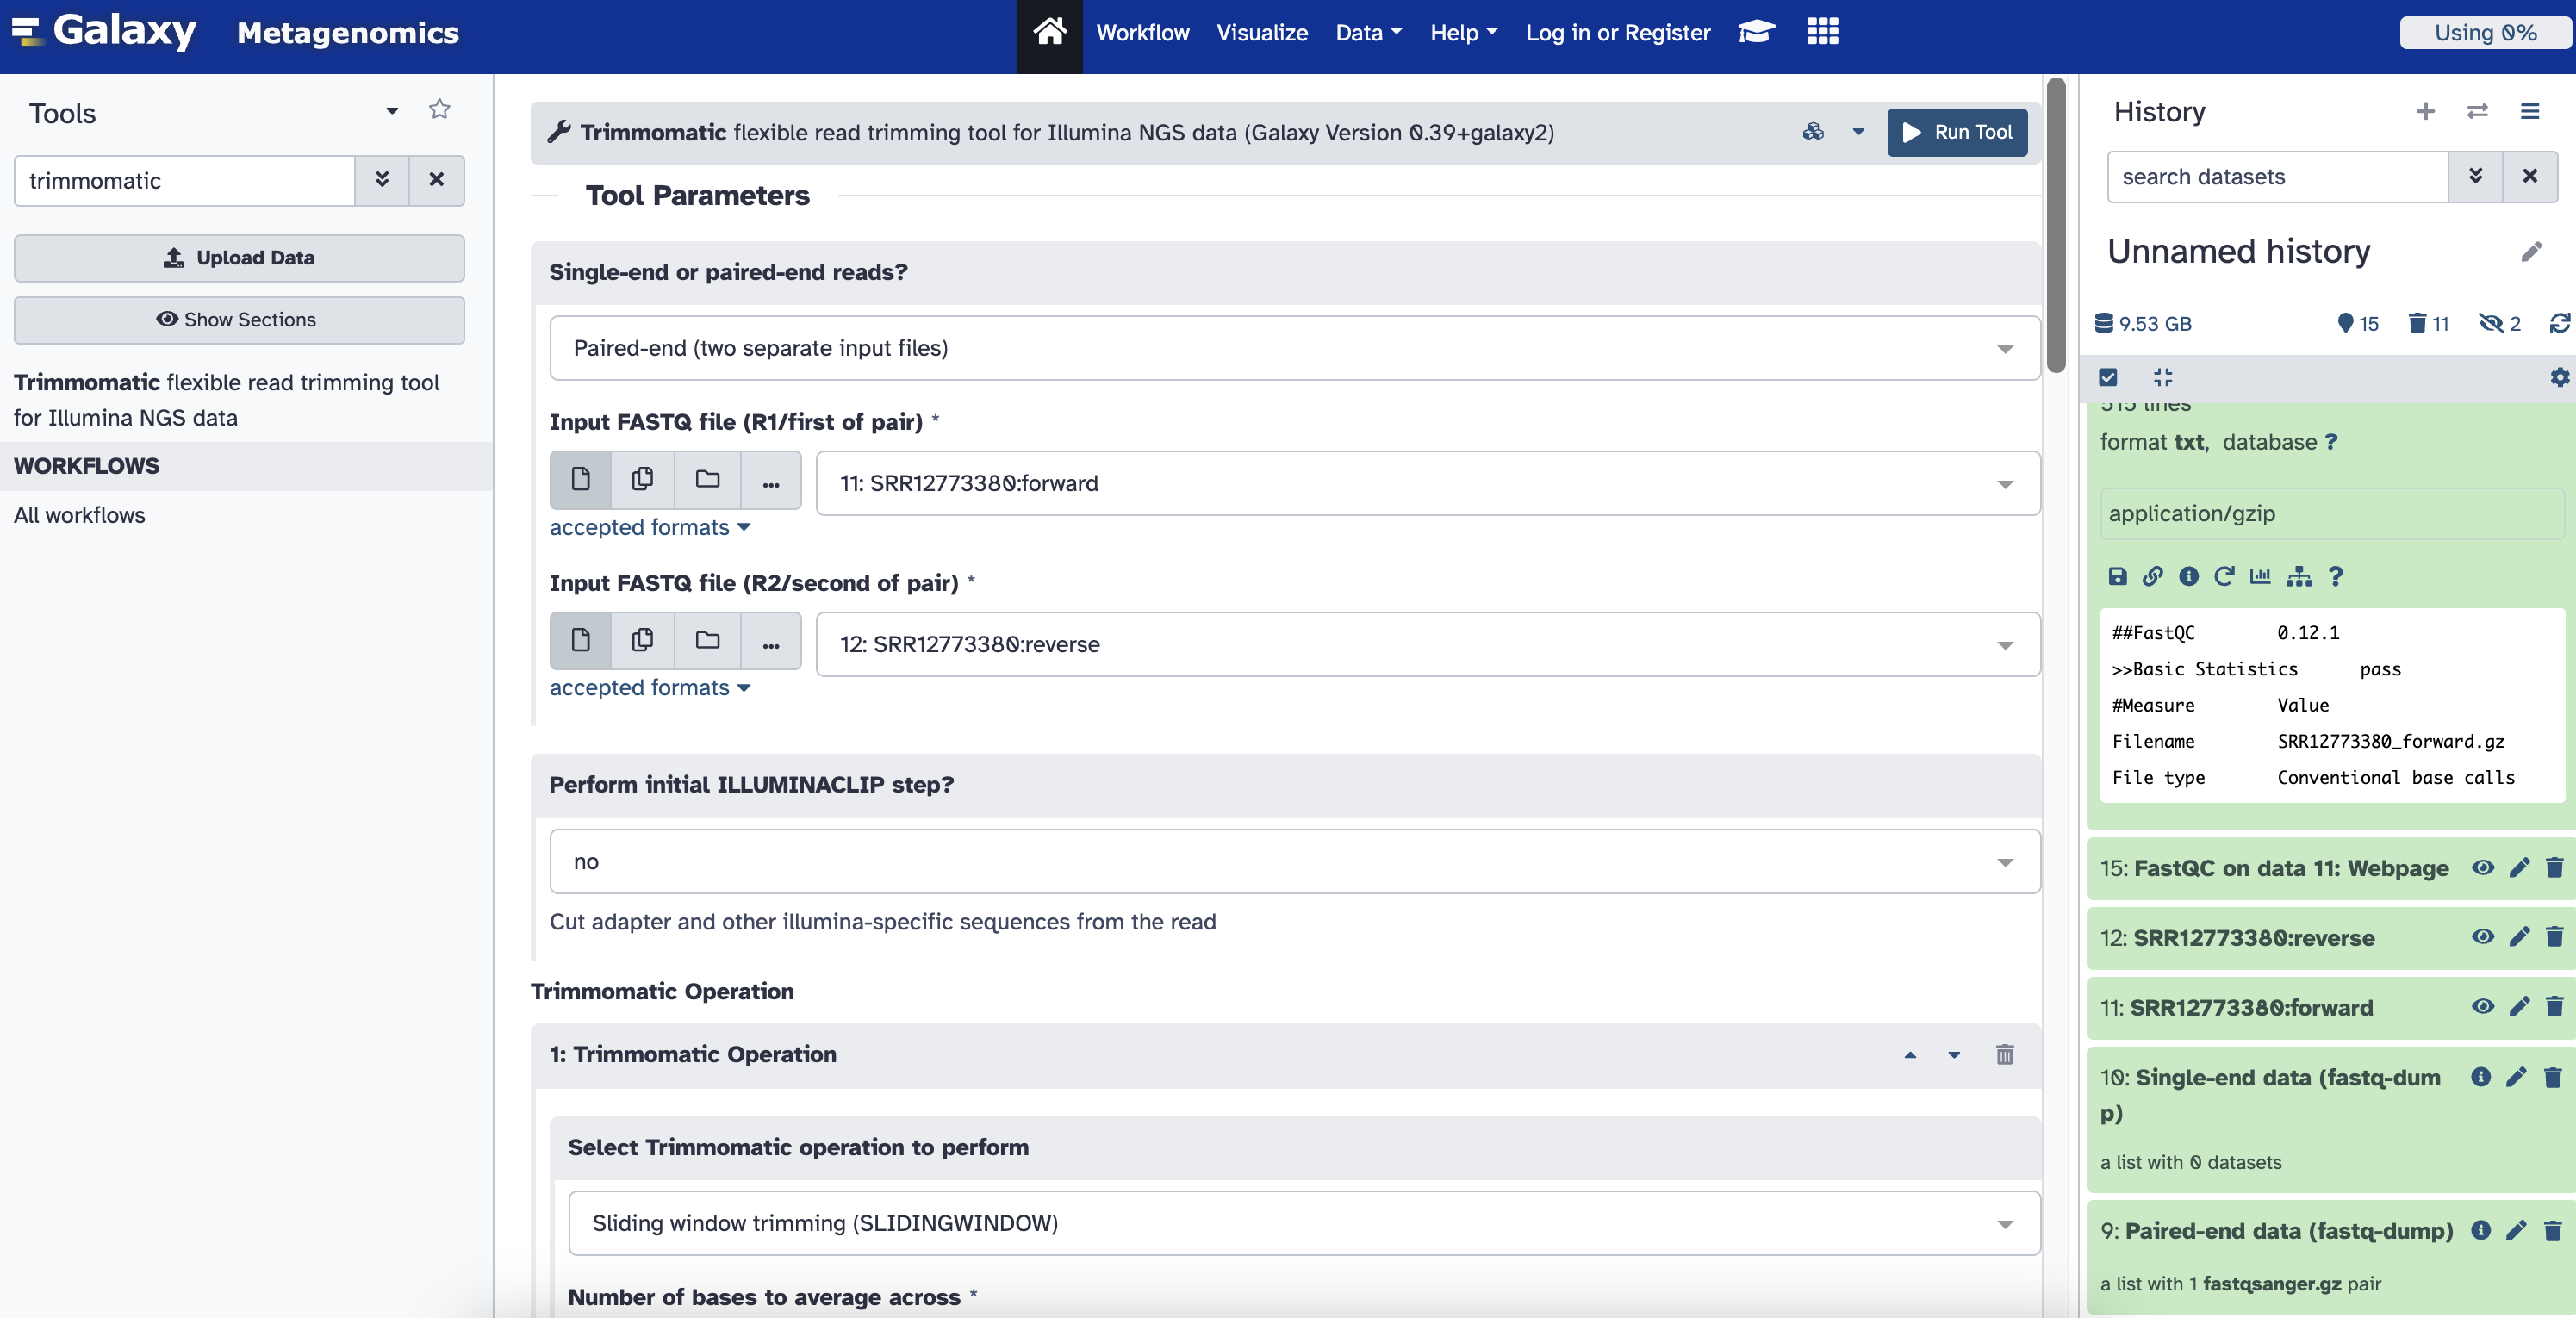 Galaxy Metagenomics Workflow Visualize Data Help Log in or Register Using 0%
Tools
trimmomatic
Upload Data
Show Sections
Trimmomatic flexible read trimming tool
for Illumina NGS data
WORKFLOWS
All workflows
Trimmomatic flexible read trimming tool for Illumina NGS data (Galaxy Version 0.39+galaxy2) Run Tool
Tool Parameters
Single-end or paired-end reads?
Paired-end (two separate input files)
Input FASTQ file (R1/first of pair) *
... 11: SRR12773380:forward
accepted formats
Input FASTQ file (R2/second of pair) *
... 12: SRR12773380:reverse
accepted formats
Perform initial ILLUMINACLIP step?
no
Cut adapter and other illumina-specific sequences from the read
Trimmomatic Operation
1: Trimmomatic Operation
Select Trimmomatic operation to perform
Sliding window trimming (SLIDINGWINDOW)
Number of bases to average across *
History
search datasets
Unnamed history
9.53 GB 15 11 2
515 lines
format txt, database ?
application/gzip
##FastQC 0.12.1
>>Basic Statistics pass
#Measure Value
Filename SRR12773380_forward.gz
File type Conventional base calls
15: FastQC on data 11: Webpage
12: SRR12773380:reverse
11: SRR12773380:forward
10: Single-end data (fastq-dum
p)
a list with 0 datasets
9: Paired-end data (fastq-dump)
a list with 1 fastqsanger.gz pair